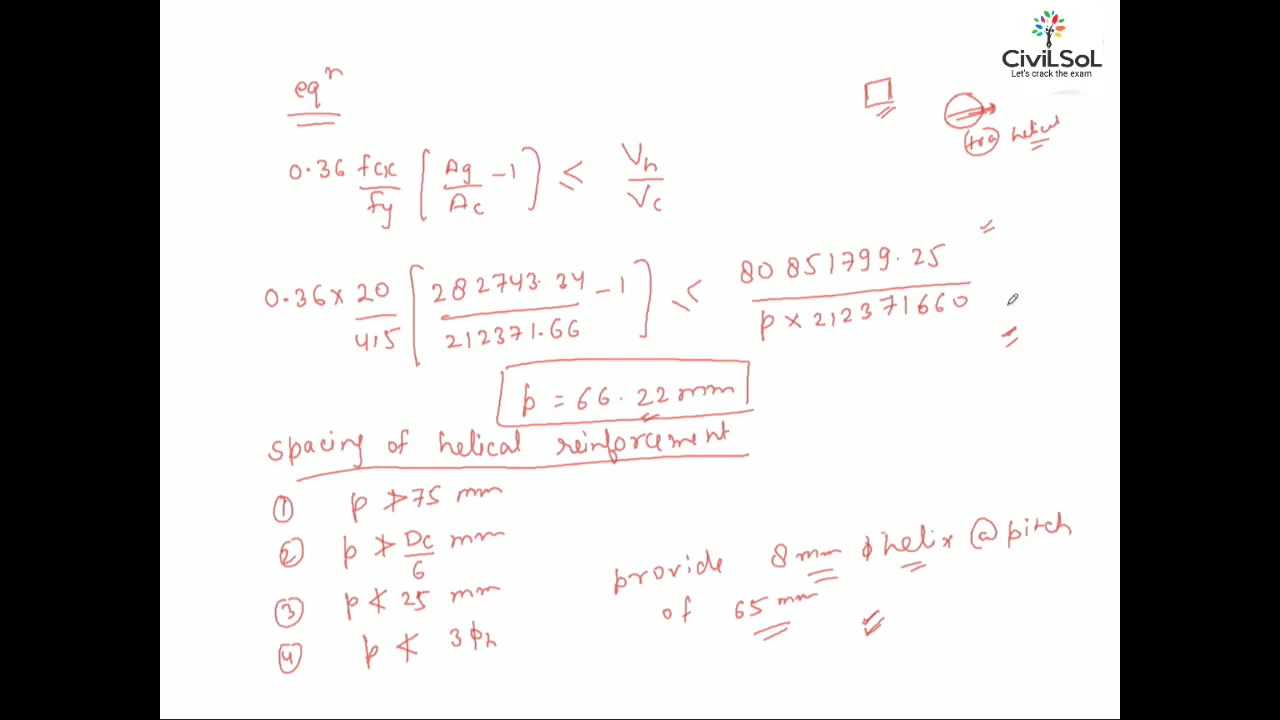 CiviLSoL
Let's crack the exam
eqⁿ
helical
0.36 fck/fy [Ag/Ac - 1] ≤ Vh/Vc
0.36 × 20/415 [282743.34/212371.66 - 1] ≤ 80851799.25/p × 212371660
p = 66.22 mm
spacing of helical reinforcement
① p ≯ 75 mm
② p ≯ Dc/6 mm
③ p ≮ 25 mm
④ p ≮ 3ϕh
provide 8 mm ϕ helix @ pitch
of 65 mm